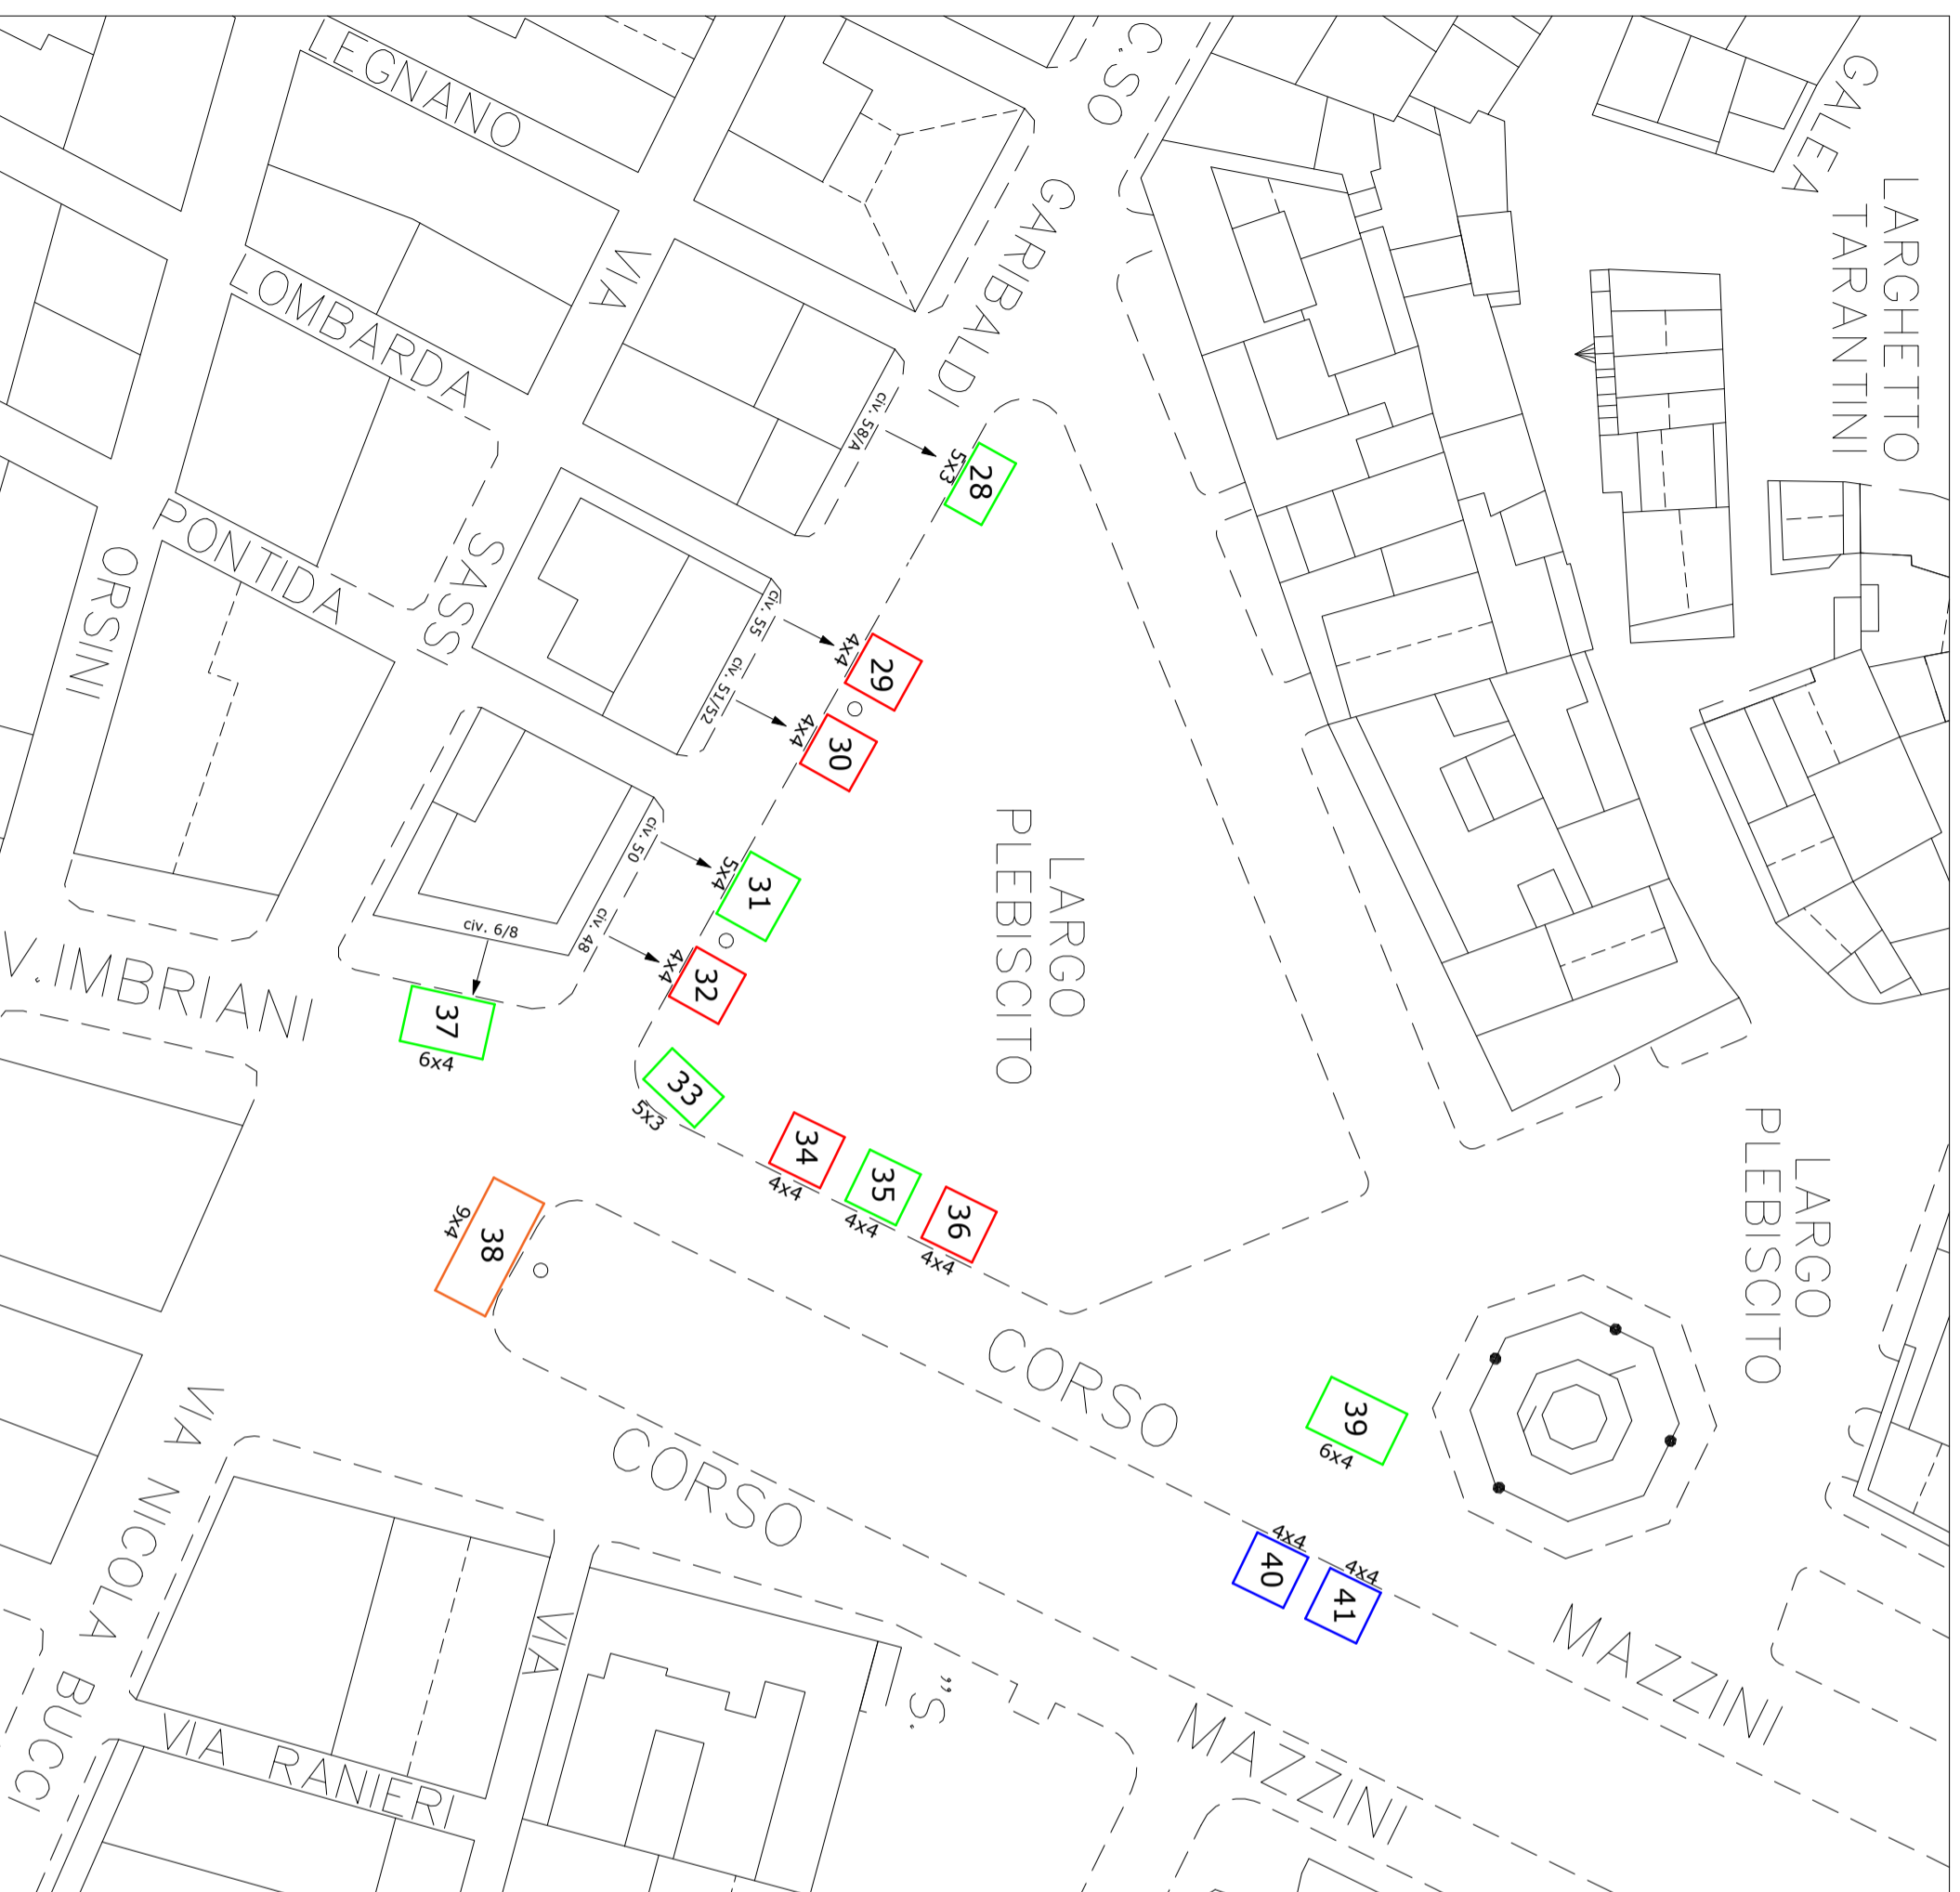 LEGNANO
LOMBARDA
PONTIDA
ORSINI
VIA
SASSI
C.SO
GARIBALDI
GALEA
LARGHETTO
TARANTINI
civ. 58/A
5x3
28
civ. 55
4x4
29
civ. 51/52
4x4
30
civ. 50
5x4
31
civ. 48
4x4
32
civ. 6/8
37
6x4
V. IMBRIANI
33
5x3
34
4x4
35
4x4
36
4x4
LARGO
PLEBISCITO
LARGO
PLEBISCITO
38
9x4
39
6x4
4x4
40
4x4
41
CORSO
MAZZINI
CORSO
MAZZINI
VIA NICOLA BUCCI
VIA
VIA RANIERI
"S.